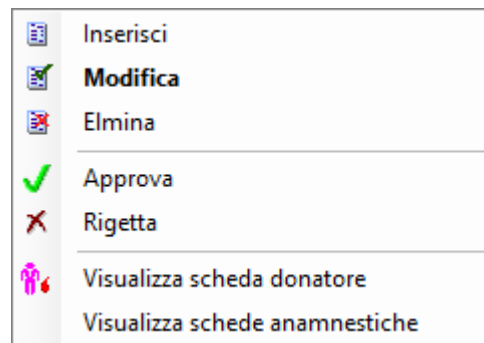 Inserisci
Modifica
Elmina
Approva
Rigetta
Visualizza scheda donatore
Visualizza schede anamnestiche